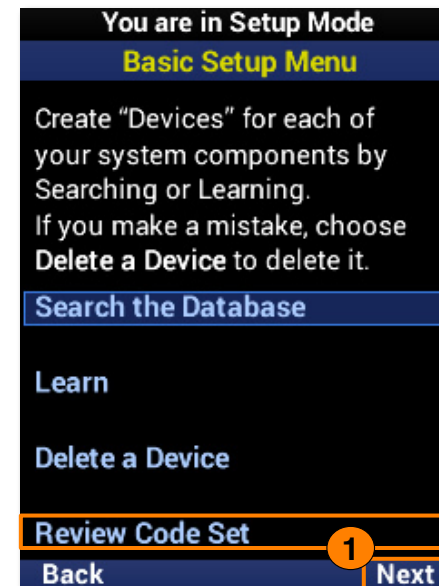 You are in Setup Mode
Basic Setup Menu
Create “Devices” for each of
your system components by
Searching or Learning.
If you make a mistake, choose
Delete a Device to delete it.
Search the Database
Learn
Delete a Device
Review Code Set
1
Back Next